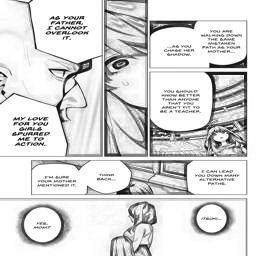 YOU ARE
WALKING DOWN
THE SAME
MISTAKEN
PATH AS YOUR
MOTHER...
...AS YOU
CHASE HER
SHADOW.
AS YOUR
FATHER,
I CANNOT
OVERLOOK
IT.
YOU SHOULD
KNOW BETTER
THAN ANYONE
THAT YOU
AREN'T FIT TO
BE A TEACHER.
MY LOVE
FOR YOU
GIRLS
SPURRED
ME TO
ACTION.
I CAN LEAD
YOU DOWN MANY
ALTERNATIVE
PATHS.
THINK
BACK...
I'M SURE
YOUR MOTHER
MENTIONED IT.
ITSUKI...
YES,
MOM?